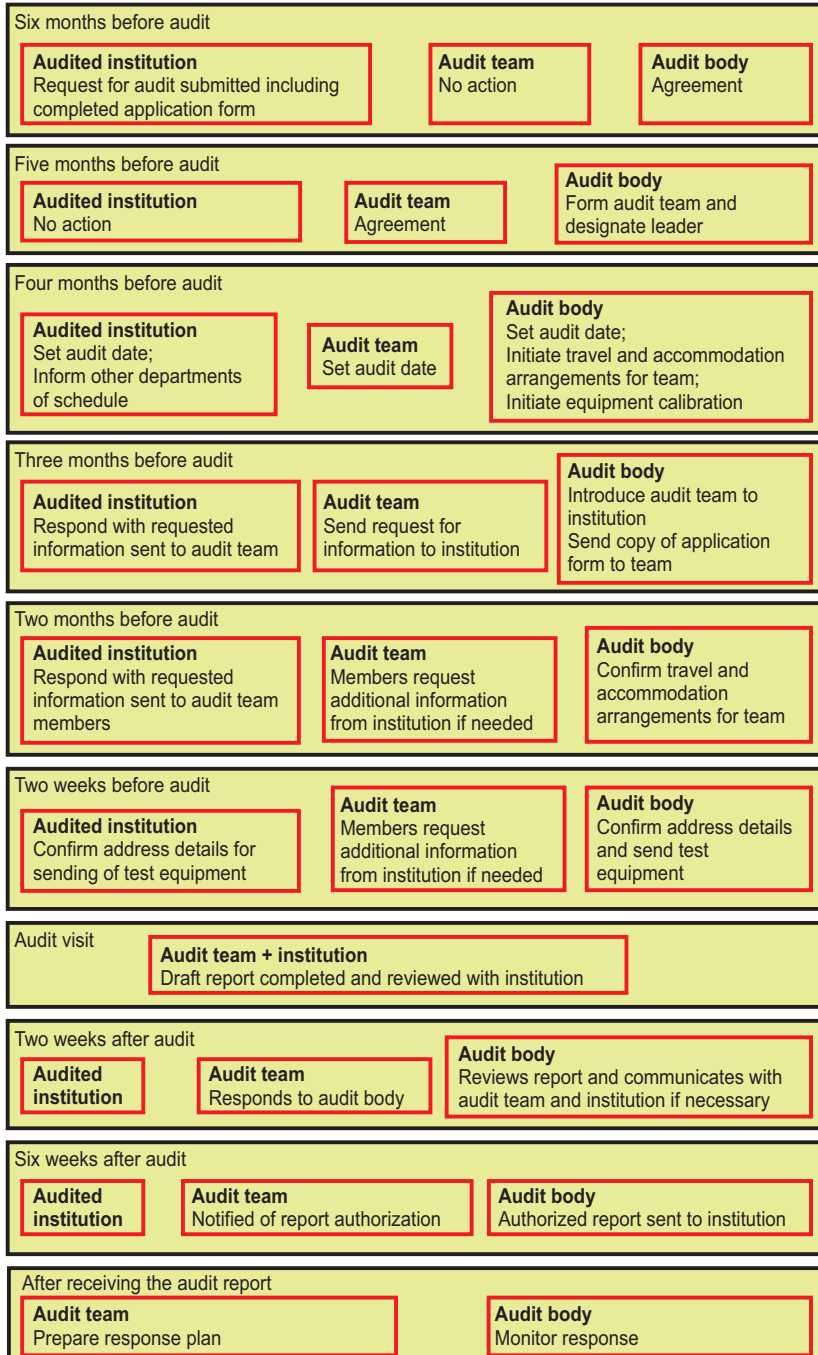 Six months before audit
Audited institution
Request for audit submitted including
completed application form
Audit team
No action
Audit body
Agreement
Five months before audit
Audited institution
No action
Audit team
Agreement
Audit body
Form audit team and
designate leader
Four months before audit
Audited institution
Set audit date;
Inform other departments
of schedule
Audit team
Set audit date
Audit body
Set audit date;
Initiate travel and accommodation
arrangements for team;
Initiate equipment calibration
Three months before audit
Audited institution
Respond with requested
information sent to audit team
Audit team
Send request for
information to institution
Audit body
Introduce audit team to
institution
Send copy of application
form to team
Two months before audit
Audited institution
Respond with requested
information sent to audit team
members
Audit team
Members request
additional information
from institution if needed
Audit body
Confirm travel and
accommodation
arrangements for team
Two weeks before audit
Audited institution
Confirm address details for
sending of test equipment
Audit team
Members request
additional information
from institution if needed
Audit body
Confirm address details
and send test
equipment
Audit visit
Audit team + institution
Draft report completed and reviewed with institution
Two weeks after audit
Audited
institution
Audit team
Responds to audit body
Audit body
Reviews report and communicates with
audit team and institution if necessary
Six weeks after audit
Audited
institution
Audit team
Notified of report authorization
Audit body
Authorized report sent to institution
After receiving the audit report
Audit team
Prepare response plan
Audit body
Monitor response